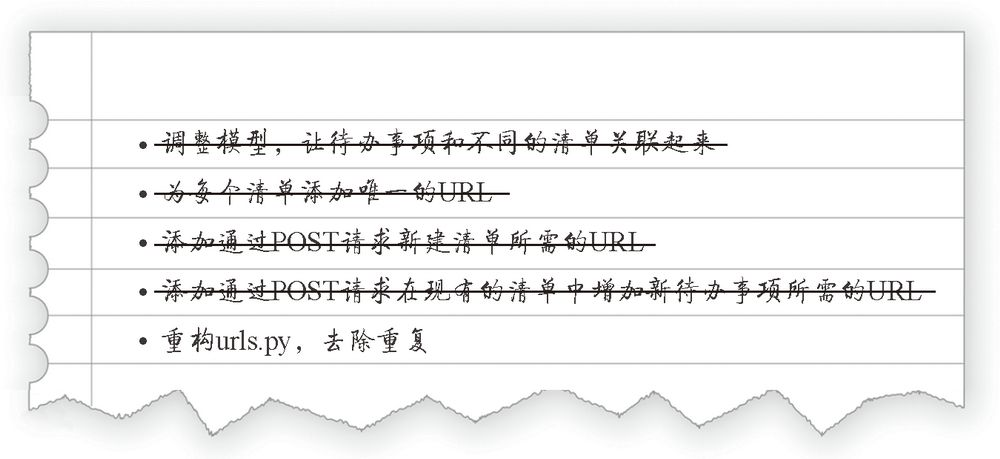 • 调整模型，让待办事项和不同的清单关联起来
• 为每个清单添加唯一的URL
• 添加通过POST请求新建清单所需的URL
• 添加通过POST请求在现有的清单中增加新待办事项所需的URL
• 重构urls.py，去除重复